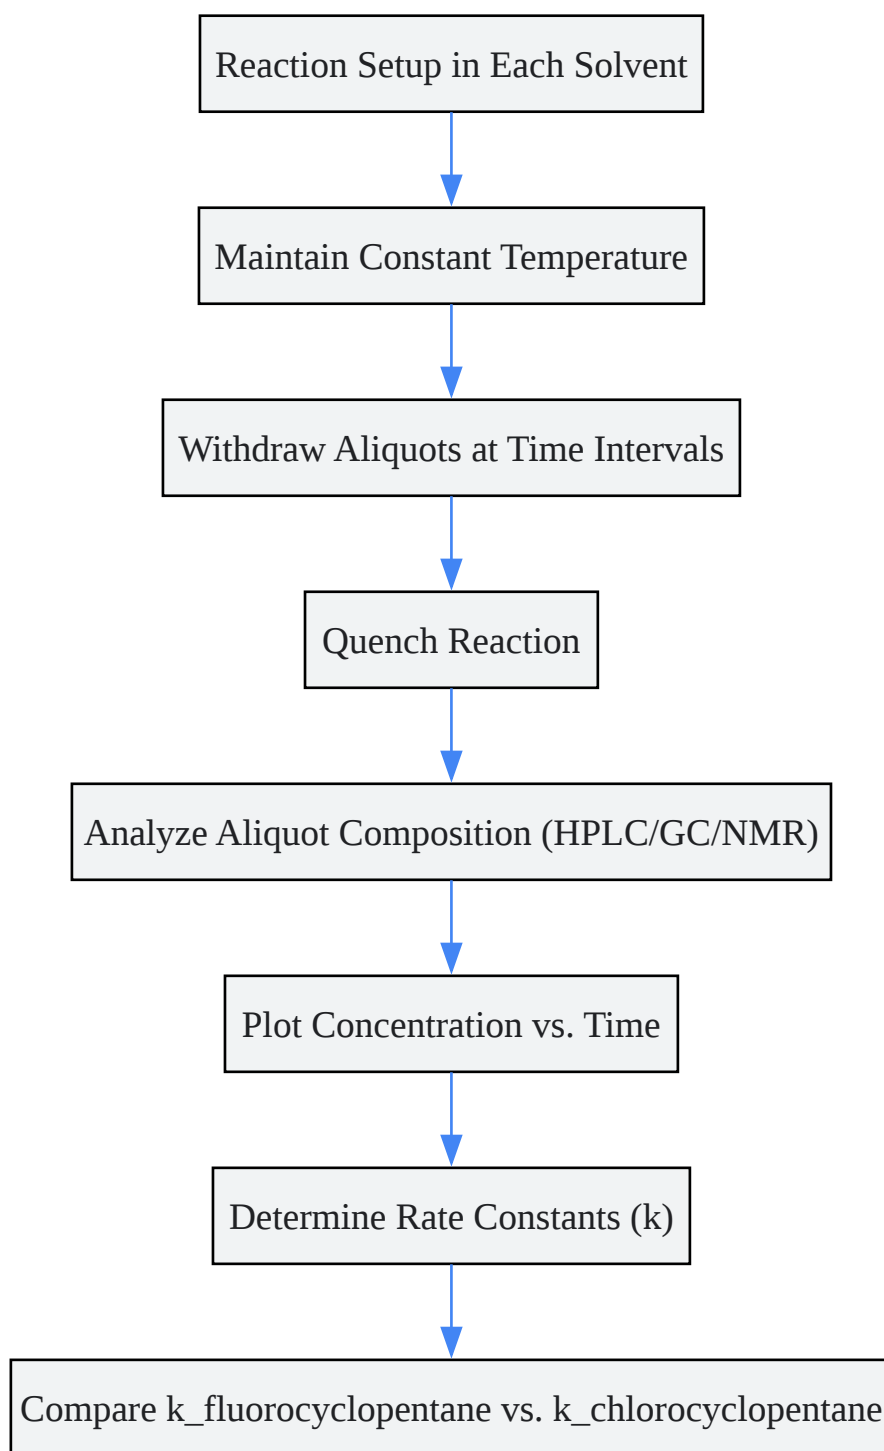 Reaction Setup in Each Solvent
Maintain Constant Temperature
Withdraw Aliquots at Time Intervals
Quench Reaction
Analyze Aliquot Composition (HPLC/GC/NMR)
Plot Concentration vs. Time
Determine Rate Constants (k)
Compare k_fluorocyclopentane vs. k_chlorocyclopentane